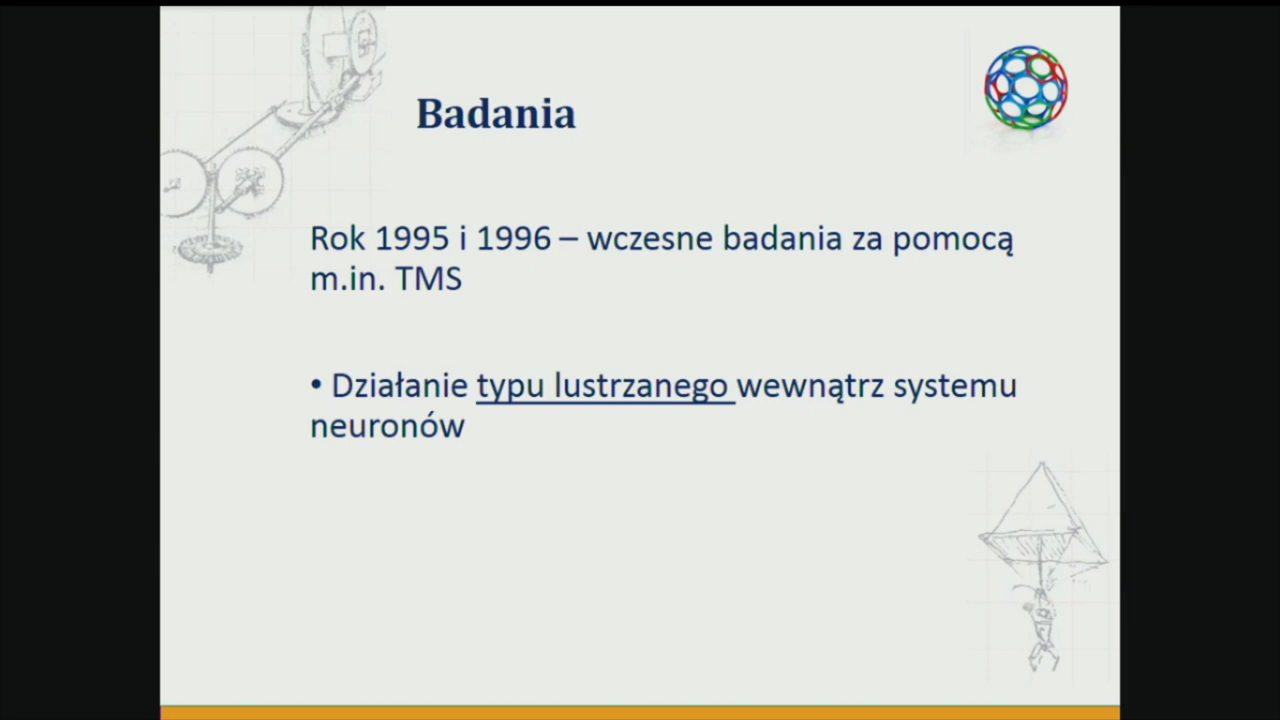 Badania
Rok 1995 i 1996 – wczesne badania za pomocą
m.in. TMS
• Działanie typu lustrzanego wewnątrz systemu
neuronów